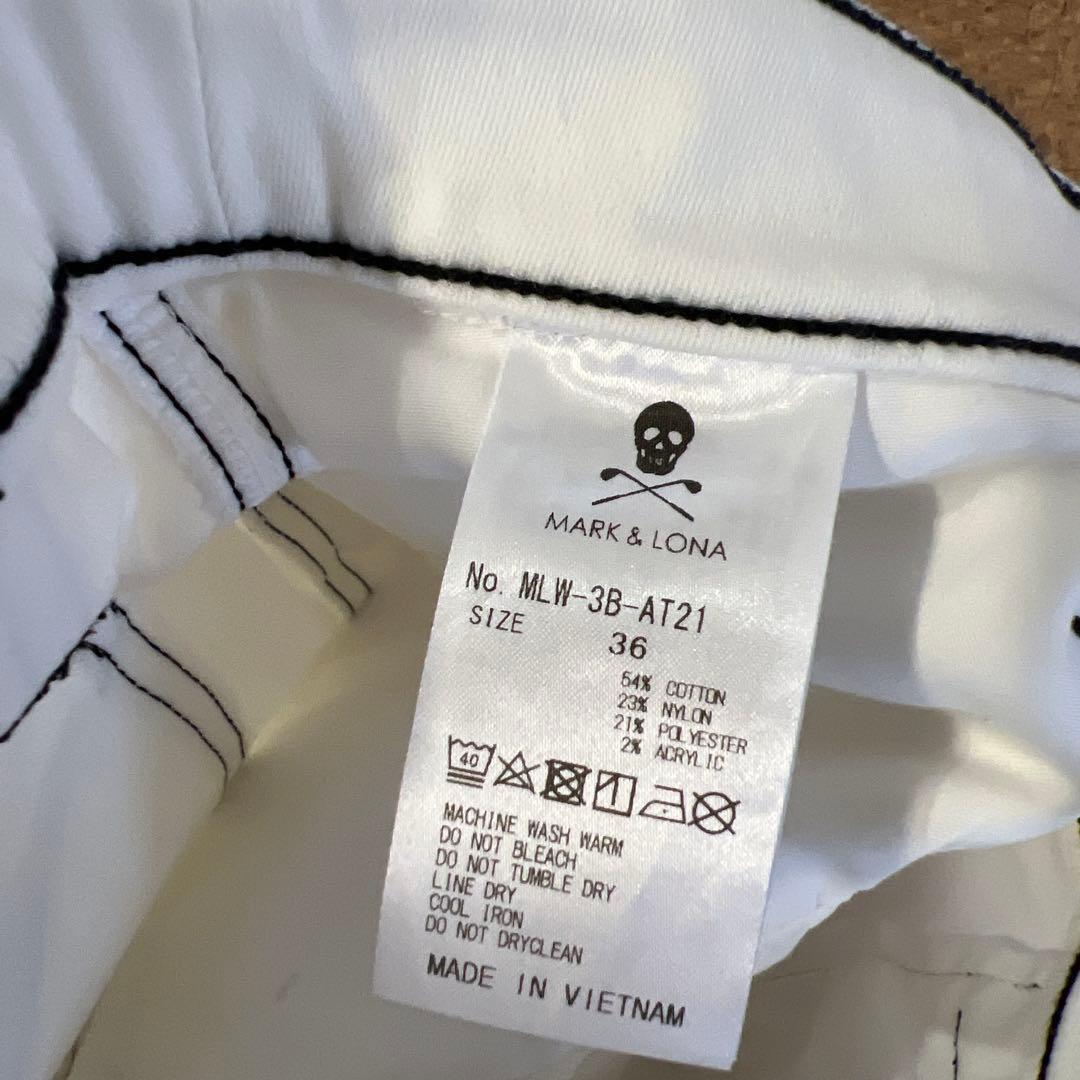 MARK & LONA
No. MLW-3B-AT21
SIZE 36
54% COTTON
23% NYLON
21% POLYESTER
2% ACRYLIC
40
MACHINE WASH WARM
DO NOT BLEACH
DO NOT TUMBLE DRY
LINE DRY
COOL IRON
DO NOT DRYCLEAN
MADE IN VIETNAM